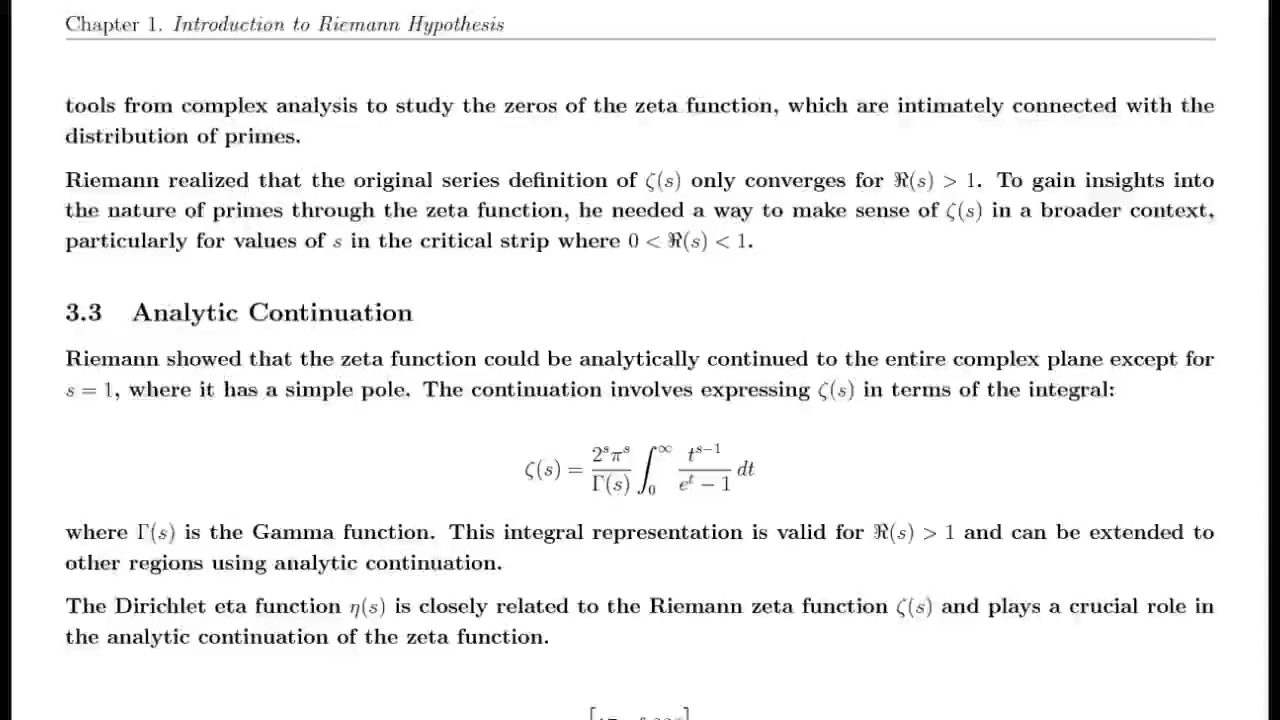 Chapter 1. Introduction to Riemann Hypothesis
tools from complex analysis to study the zeros of the zeta function, which are intimately connected with the
distribution of primes.
Riemann realized that the original series definition of ζ(s) only converges for ℜ(s) > 1. To gain insights into
the nature of primes through the zeta function, he needed a way to make sense of ζ(s) in a broader context,
particularly for values of s in the critical strip where 0 < ℜ(s) < 1.
3.3 Analytic Continuation
Riemann showed that the zeta function could be analytically continued to the entire complex plane except for
s = 1, where it has a simple pole. The continuation involves expressing ζ(s) in terms of the integral:
ζ(s) = \frac{2^s π^s}{Γ(s)} ∫_0^∞ \frac{t^{s−1}}{e^t − 1} dt
where Γ(s) is the Gamma function. This integral representation is valid for ℜ(s) > 1 and can be extended to
other regions using analytic continuation.
The Dirichlet eta function η(s) is closely related to the Riemann zeta function ζ(s) and plays a crucial role in
the analytic continuation of the zeta function.